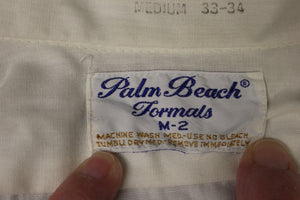 MEDIUM 33-34
Palm Beach®
Formals
M-2
MACHINE WASH MED.-USE NO BLEACH
TUMBLE DRY MED.-REMOVE IMMEDIATELY